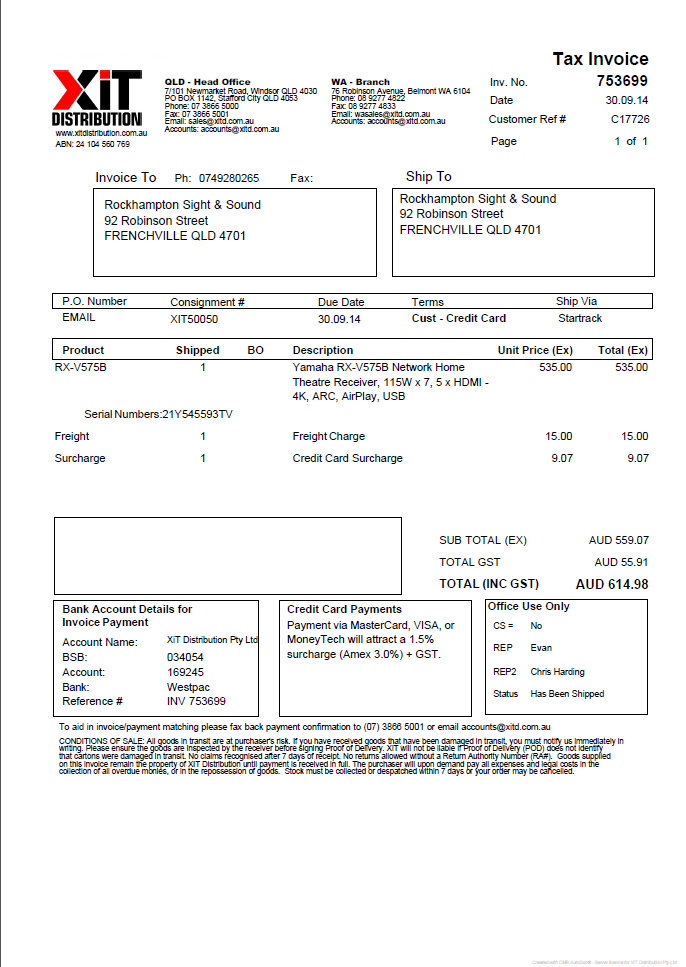 Tax Invoice
XiT
DISTRIBUTION
www.xitdistribution.com.au
ABN: 24 104 560 769
QLD - Head Office
7/101 Newmarket Road, Windsor QLD 4030
PO BOX 1142, Stafford City QLD 4053
Phone: 07 3866 5000
Fax: 07 3866 5001
Email: sales@xitd.com.au
Accounts: accounts@xitd.com.au
WA - Branch
76 Robinson Avenue, Belmont WA 6104
Phone: 08 9277 4822
Fax: 08 9277 4833
Email: wasales@xitd.com.au
Accounts: accounts@xitd.com.au
Inv. No. 753699
Date 30.09.14
Customer Ref # C17726
Page 1 of 1
Invoice To Ph: 0749280265 Fax:
Rockhampton Sight & Sound
92 Robinson Street
FRENCHVILLE QLD 4701
Ship To
Rockhampton Sight & Sound
92 Robinson Street
FRENCHVILLE QLD 4701
P.O. Number Consignment # Due Date Terms Ship Via
EMAIL XIT50050 30.09.14 Cust - Credit Card Startrack
Product Shipped BO Description Unit Price (Ex) Total (Ex)
RX-V575B 1 Yamaha RX-V575B Network Home 535.00 535.00
Theatre Receiver, 115W x 7, 5 x HDMI -
4K, ARC, AirPlay, USB
Serial Numbers:21Y545593TV
Freight 1 Freight Charge 15.00 15.00
Surcharge 1 Credit Card Surcharge 9.07 9.07
SUB TOTAL (EX) AUD 559.07
TOTAL GST AUD 55.91
TOTAL (INC GST) AUD 614.98
Bank Account Details for
Invoice Payment
Account Name: XiT Distribution Pty Ltd
BSB: 034054
Account: 169245
Bank: Westpac
Reference # INV 753699
Credit Card Payments
Payment via MasterCard, VISA, or
MoneyTech will attract a 1.5%
surcharge (Amex 3.0%) + GST.
Office Use Only
CS = No
REP Evan
REP2 Chris Harding
Status Has Been Shipped
To aid in invoice/payment matching please fax back payment confirmation to (07) 3866 5001 or email accounts@xitd.com.au
CONDITIONS OF SALE: All goods in transit are at purchaser's risk. If you have received goods that have been damaged in transit, you must notify us immediately in
writing. Please ensure the goods are inspected by the receiver before signing Proof of Delivery. XIT will not be liable if Proof of Delivery (POD) does not identify
that cartons were damaged in transit. No claims recognised after 7 days of receipt. No returns allowed without a Return Authority Number (RA#). Goods supplied
on this invoice remain the property of XIT Distribution until payment is received in full. The purchaser will upon demand pay all expenses and legal costs in the
collection of all overdue monies, or in the repossession of goods. Stock must be collected or despatched within 7 days or your order may be cancelled.